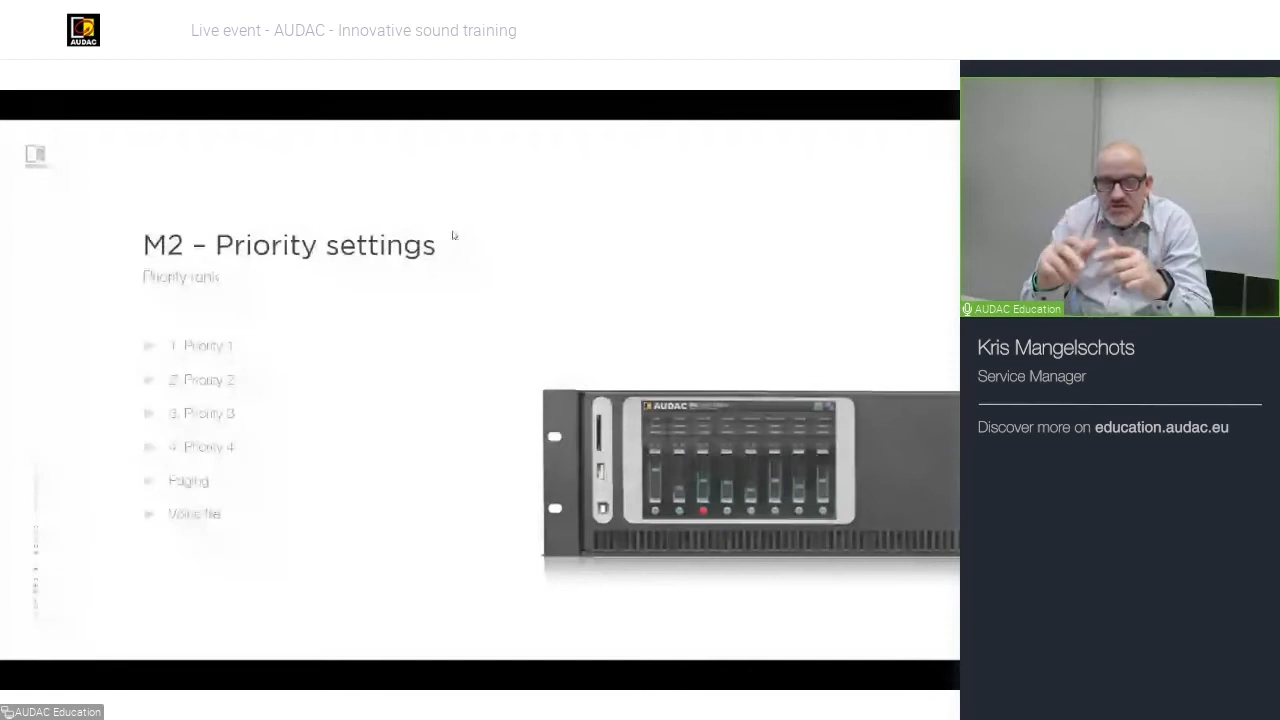 AUDAC
Live event - AUDAC - Innovative sound training
M2 – Priority settings
Priority rank
1. Priority 1
2. Priority 2
3. Priority 3
4. Priority 4
Paging
AUDAC
AUDAC Education
Kris Mangelschots
Service Manager
Discover more on education.audac.eu
AUDAC Education